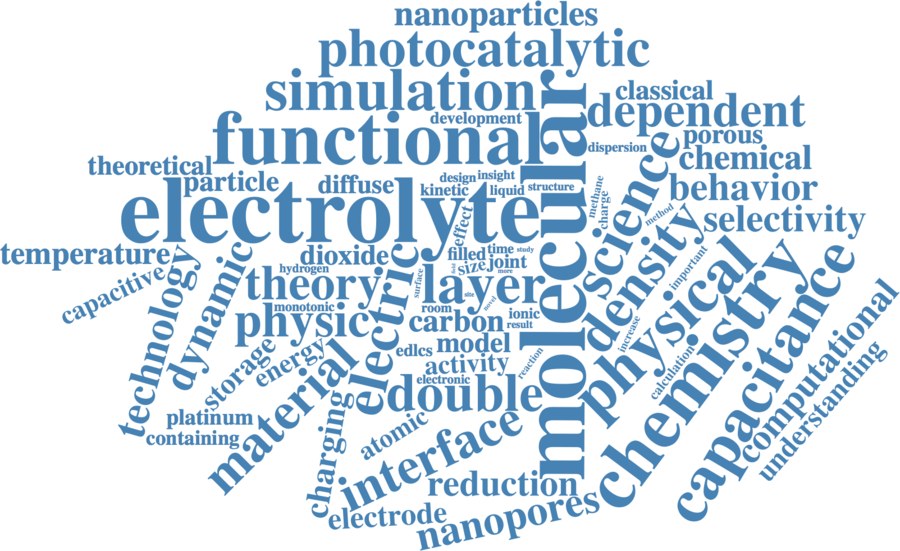 nanoparticles
photocatalytic
simulation
classical
dependent
development
functional
molecular
dispersion
porous
science
chemical
theoretical
particle
diffuse
design
insight
kinetic
liquid
structure
methane
charge
behavior
electrolyte
effect
method
selectivity
temperature
dioxide
filled
time
study
size
joint
more
density
important
capacitive
technology
dynamic
hydrogen
theory
monotonic
electric
surface
layer
site
novel
room
ionic
physic
carbon
result
increase
physical
chemistry
capacitance
computational
understanding
storage
energy
edlcs
model
activity
reaction
calculation
electronic
material
double
platinum
containing
charging
atomic
interface
reduction
electrode
nanopores